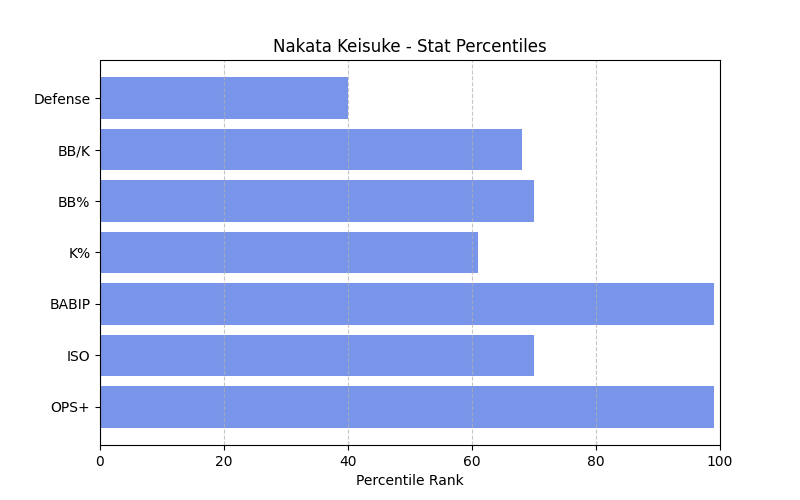 Nakata Keisuke - Stat Percentiles
Defense
BB/K
BB%
K%
BABIP
ISO
OPS+
0 20 40 60 80 100
Percentile Rank